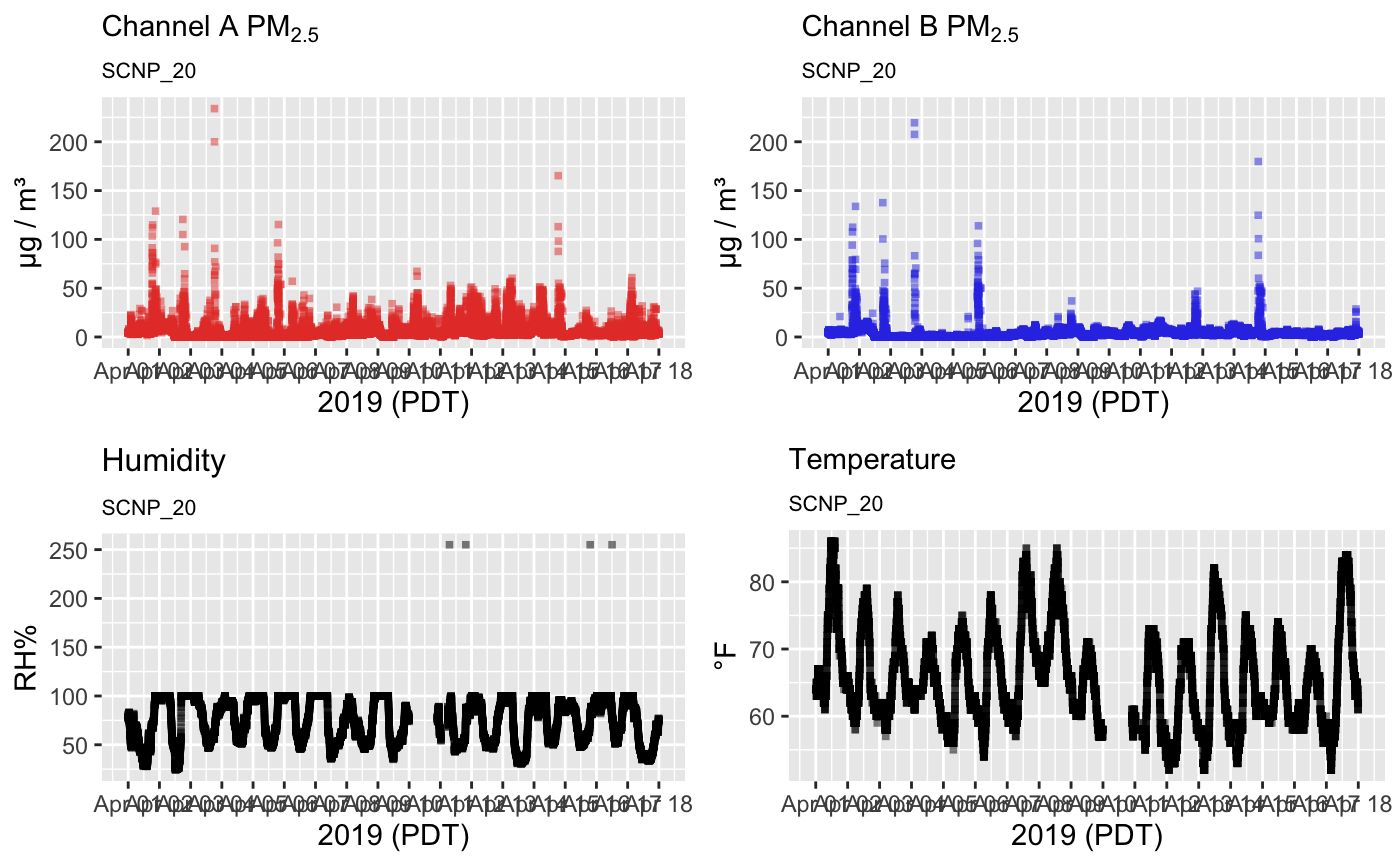 Channel A PM2.5
SCNP_20
µg / m³
200
150
100
50
0
2019 (PDT)
Channel B PM2.5
SCNP_20
µg / m³
200
150
100
50
0
2019 (PDT)
Humidity
SCNP_20
RH%
250
200
150
100
50
2019 (PDT)
Temperature
SCNP_20
°F
80
70
60
2019 (PDT)